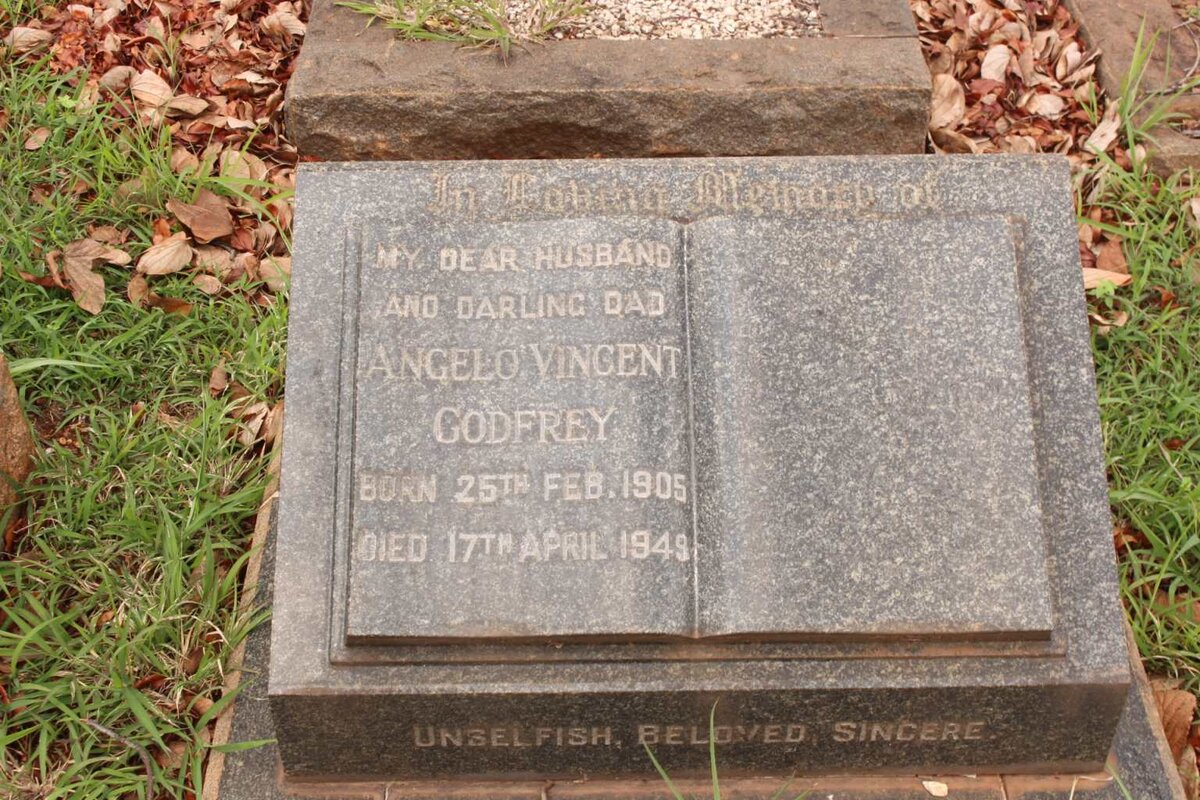 In Loving Memory of
MY DEAR HUSBAND
AND DARLING DAD
ANGELO VINCENT
GODFREY
BORN 25TH FEB. 1905
DIED 17TH APRIL 1949
UNSELFISH, BELOVED, SINCERE.